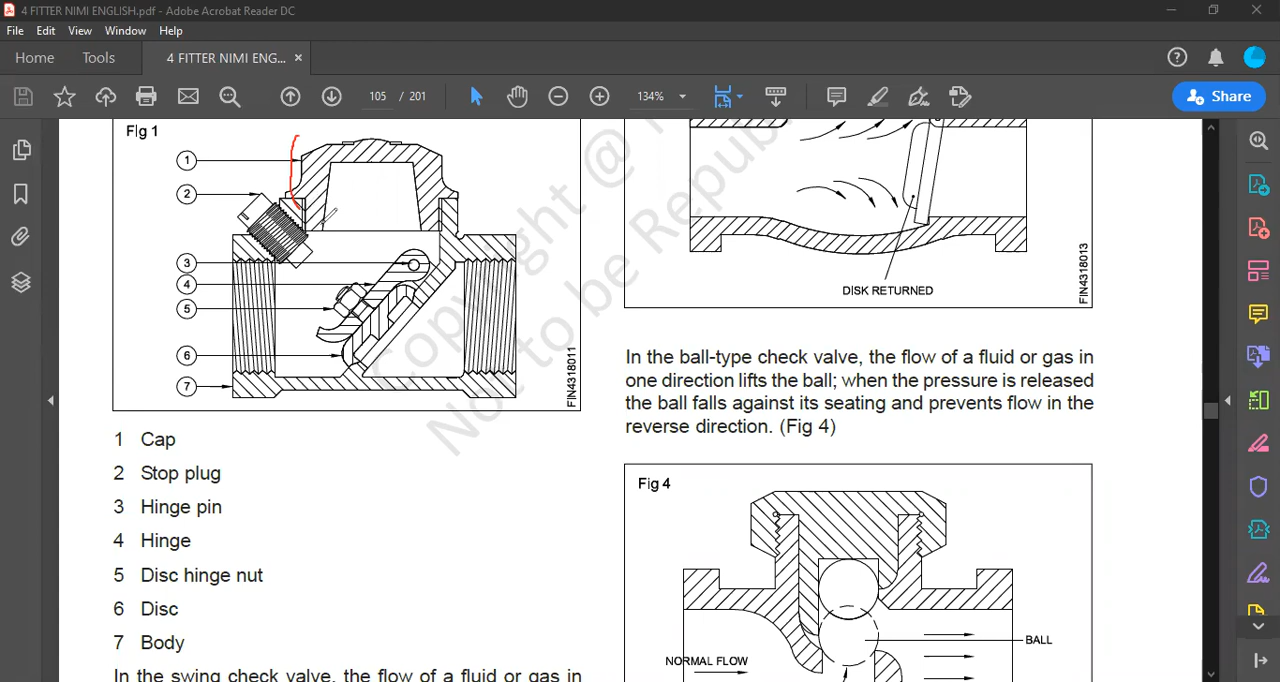 4 FITTER NIMI ENGLISH.pdf - Adobe Acrobat Reader DC
File Edit View Window Help
Home Tools 4 FITTER NIMI ENG... ×
105 / 201 134% Share
Fig 1
1
2
3
4
5
6
7
FIN4318011
1 Cap
2 Stop plug
3 Hinge pin
4 Hinge
5 Disc hinge nut
6 Disc
7 Body
In the swing check valve, the flow of a fluid or gas in
DISK RETURNED
FIN4318013
In the ball-type check valve, the flow of a fluid or gas in
one direction lifts the ball; when the pressure is released
the ball falls against its seating and prevents flow in the
reverse direction. (Fig 4)
Fig 4
BALL
NORMAL FLOW
Copyright @
Not to be Repub